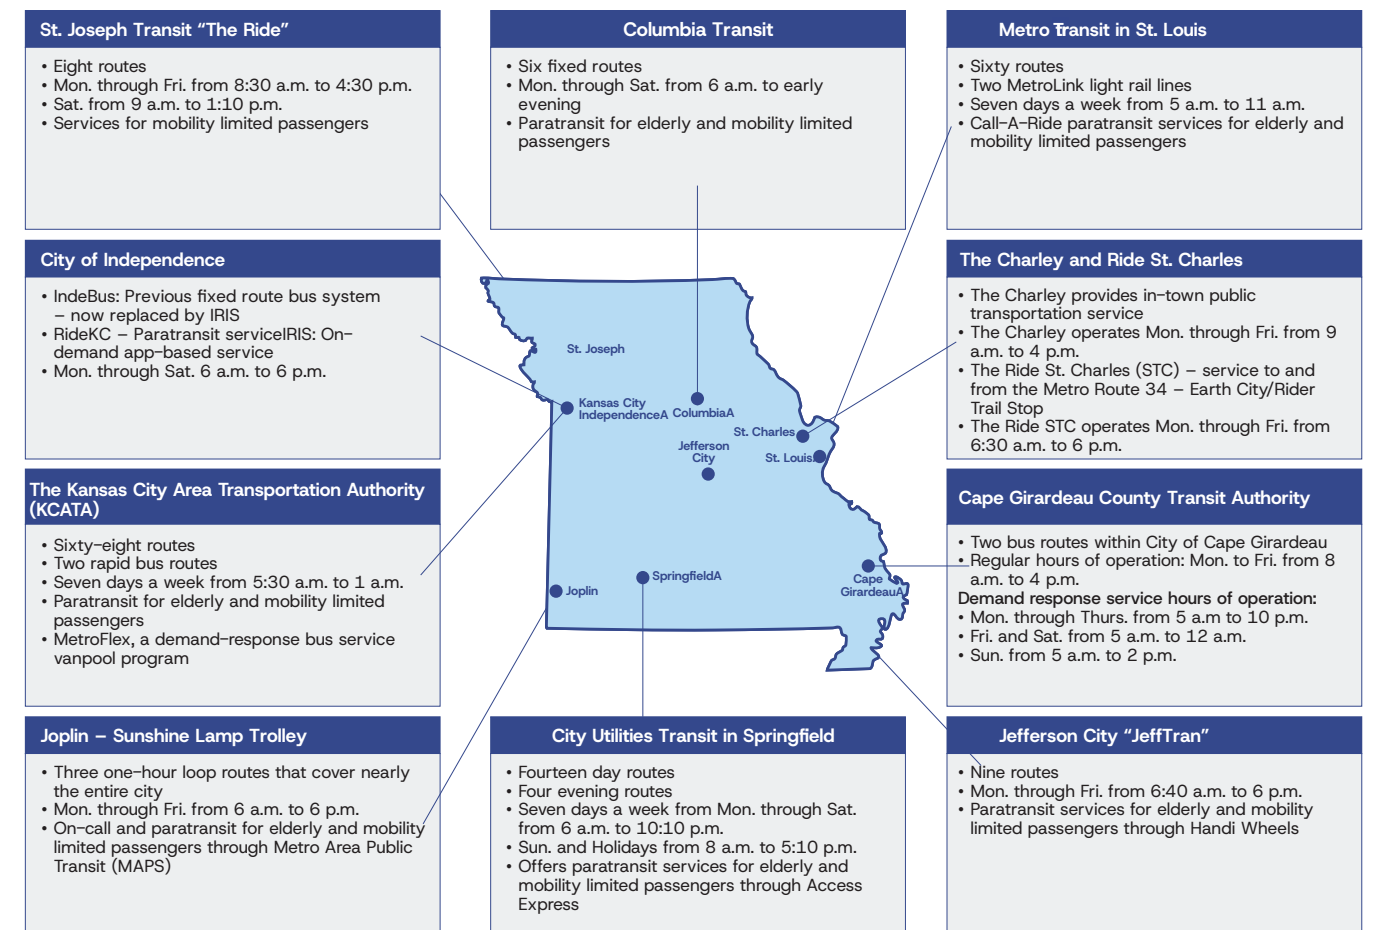 St. Joseph Transit “The Ride”
• Eight routes
• Mon. through Fri. from 8:30 a.m. to 4:30 p.m.
• Sat. from 9 a.m. to 1:10 p.m.
• Services for mobility limited passengers
Columbia Transit
• Six fixed routes
• Mon. through Sat. from 6 a.m. to early
evening
• Paratransit for elderly and mobility limited
passengers
Metro Transit in St. Louis
• Sixty routes
• Two MetroLink light rail lines
• Seven days a week from 5 a.m. to 11 a.m.
• Call-A-Ride paratransit services for elderly and
mobility limited passengers
City of Independence
• IndeBus: Previous fixed route bus system
– now replaced by IRIS
• RideKC – Paratransit serviceIRIS: On-
demand app-based service
• Mon. through Sat. 6 a.m. to 6 p.m.
The Charley and Ride St. Charles
• The Charley provides in-town public
transportation service
• The Charley operates Mon. through Fri. from 9
a.m. to 4 p.m.
• The Ride St. Charles (STC) – service to and
from the Metro Route 34 – Earth City/Rider
Trail Stop
• The Ride STC operates Mon. through Fri. from
6:30 a.m. to 6 p.m.
St. Joseph
Kansas City
IndependenceA
ColumbiaA
St. Charles
Jefferson
City
St. Louis
SpringfieldA
Joplin
Cape
GirardeauA
The Kansas City Area Transportation Authority
(KCATA)
• Sixty-eight routes
• Two rapid bus routes
• Seven days a week from 5:30 a.m. to 1 a.m.
• Paratransit for elderly and mobility limited
passengers
• MetroFlex, a demand-response bus service
vanpool program
Cape Girardeau County Transit Authority
• Two bus routes within City of Cape Girardeau
• Regular hours of operation: Mon. to Fri. from 8
a.m. to 4 p.m.
Demand response service hours of operation:
• Mon. through Thurs. from 5 a.m to 10 p.m.
• Fri. and Sat. from 5 a.m. to 12 a.m.
• Sun. from 5 a.m. to 2 p.m.
Joplin – Sunshine Lamp Trolley
• Three one-hour loop routes that cover nearly
the entire city
• Mon. through Fri. from 6 a.m. to 6 p.m.
• On-call and paratransit for elderly and mobility
limited passengers through Metro Area Public
Transit (MAPS)
City Utilities Transit in Springfield
• Fourteen day routes
• Four evening routes
• Seven days a week from Mon. through Sat.
from 6 a.m. to 10:10 p.m.
• Sun. and Holidays from 8 a.m. to 5:10 p.m.
• Offers paratransit services for elderly and
mobility limited passengers through Access
Express
Jefferson City “JeffTran”
• Nine routes
• Mon. through Fri. from 6:40 a.m. to 6 p.m.
• Paratransit services for elderly and mobility
limited passengers through Handi Wheels